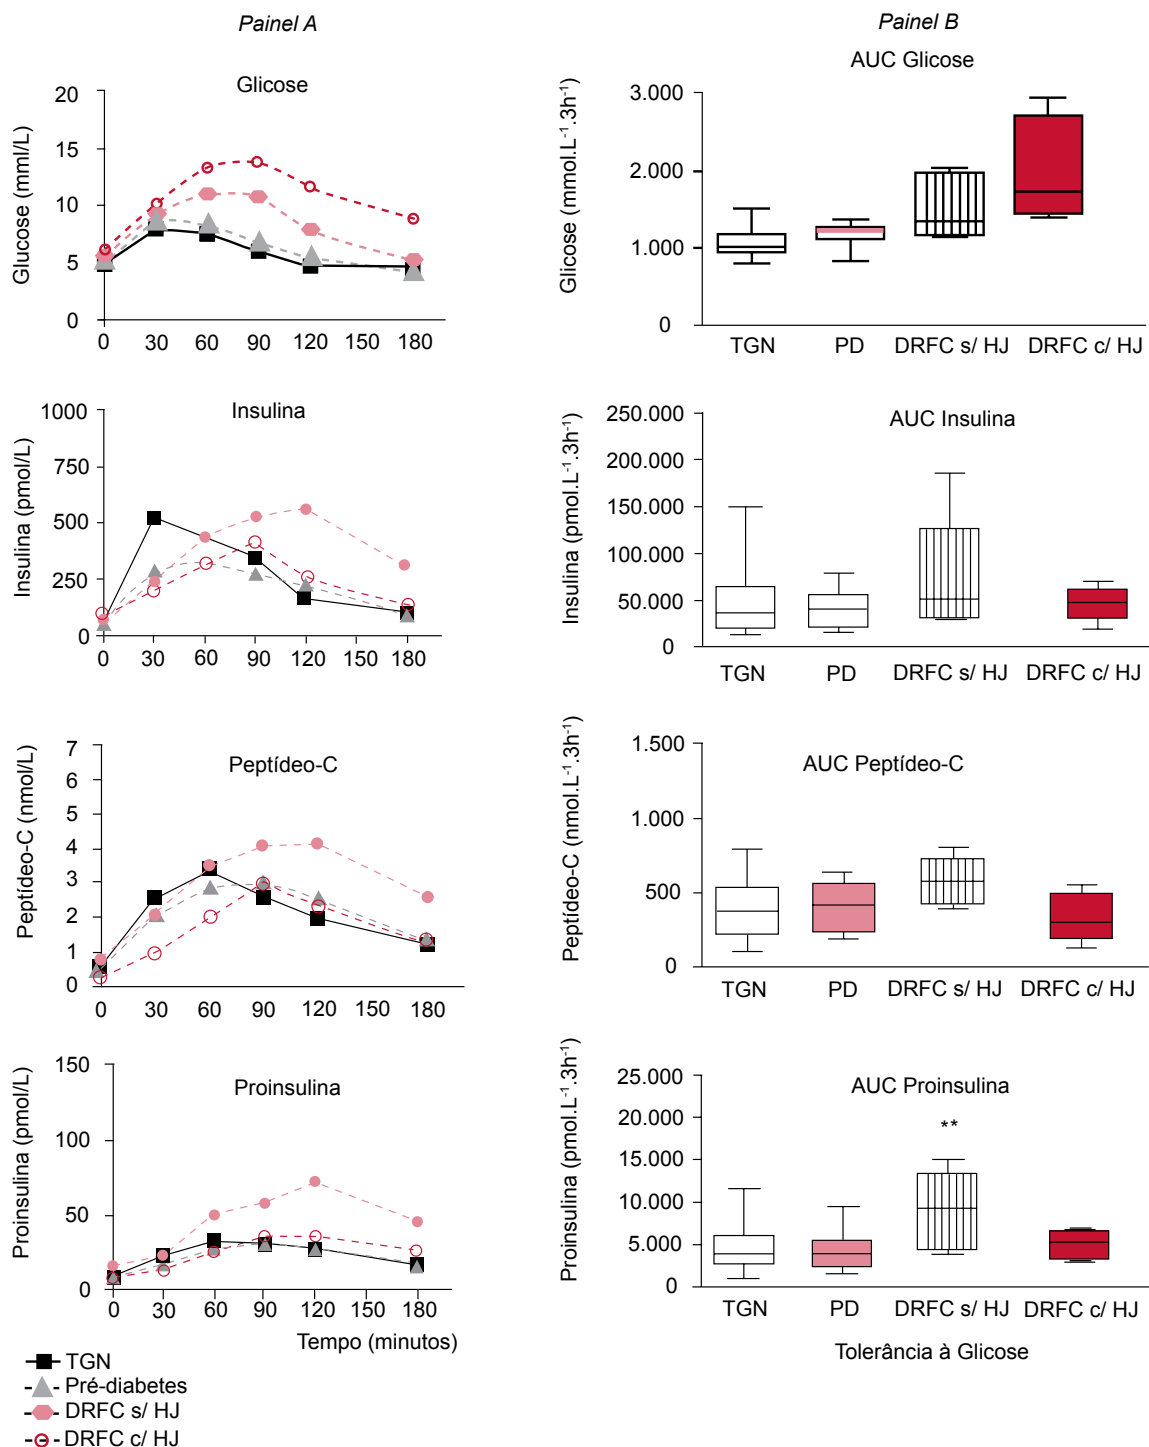 Painel A
Glicose
Glucose (mml/L)
20
15
10
5
0
0 30 60 90 120 150 180
Insulina
Insulina (pmol/L)
1000
750
500
250
0
0 30 60 90 120 150 180
Peptídeo-C
Peptídeo-C (nmol/L)
7
6
5
4
3
2
1
0
0 30 60 90 120 150 180
Proinsulina
Proinsulina (pmol/L)
150
100
50
0
0 30 60 90 120 150 180
Tempo (minutos)
TGN
Pré-diabetes
DRFC s/ HJ
DRFC c/ HJ
Painel B
AUC Glicose
Glicose (mmol.L-1.3h-1)
3.000
2.000
1.000
0
TGN PD DRFC s/ HJ DRFC c/ HJ
AUC Insulina
Insulina (pmol.L-1.3h-1)
250.000
200.000
150.000
100.000
50.000
0
TGN PD DRFC s/ HJ DRFC c/ HJ
AUC Peptídeo-C
Peptídeo-C (nmol.L-1.3h-1)
1.500
1.000
500
0
TGN PD DRFC s/ HJ DRFC c/ HJ
AUC Proinsulina
Proinsulina (pmol.L-1.3h-1)
25.000
20.000
15.000
10.000
5.000
0
**
TGN PD DRFC s/ HJ DRFC c/ HJ
Tolerância à Glicose